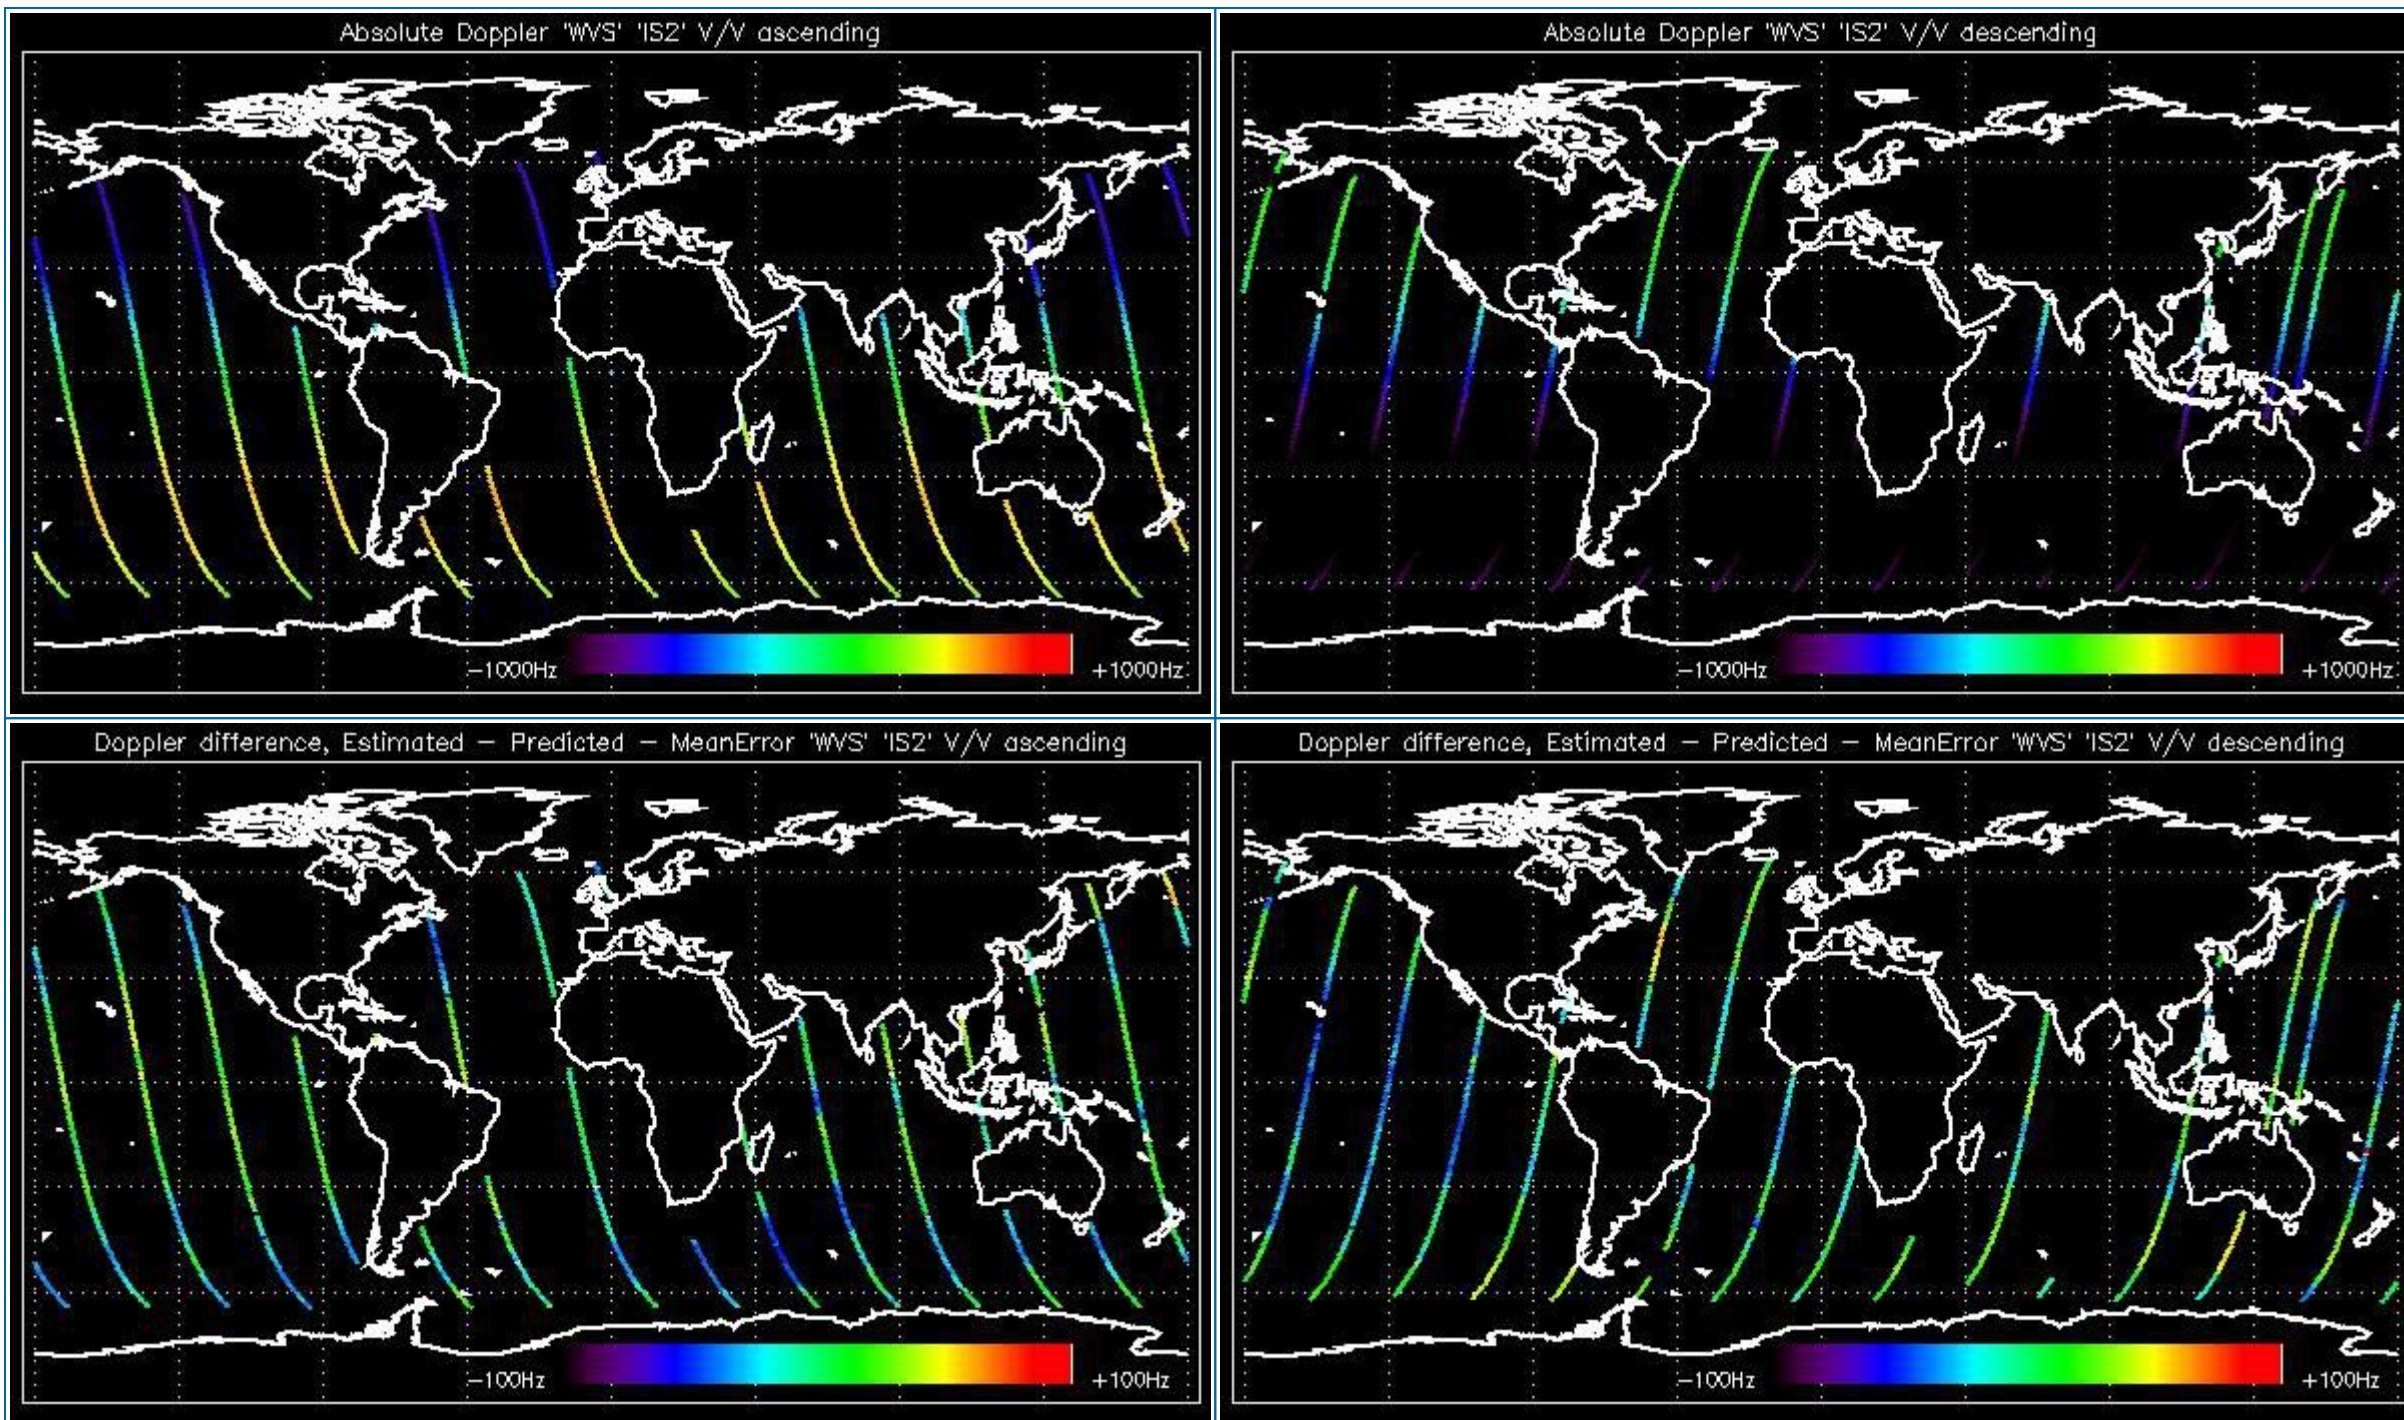 Absolute Doppler 'WVS' 'IS2' V/V ascending
-1000Hz +1000Hz
Absolute Doppler 'WVS' 'IS2' V/V descending
-1000Hz +1000Hz
Doppler difference, Estimated - Predicted - MeanError 'WVS' 'IS2' V/V ascending
-100Hz +100Hz
Doppler difference, Estimated - Predicted - MeanError 'WVS' 'IS2' V/V descending
-100Hz +100Hz